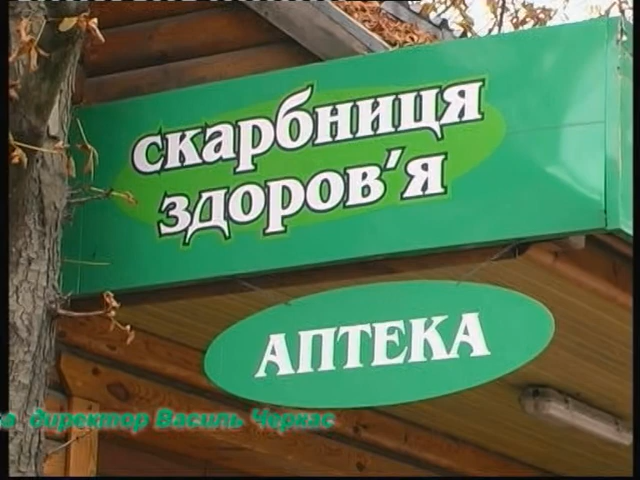 скарбниця
здоров'я
АПТЕКА
директор Василь Черкас